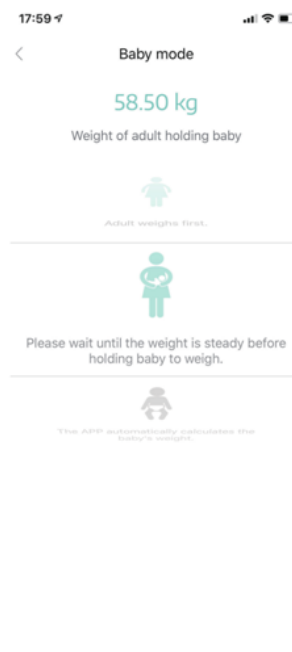 17:59
Baby mode
58.50 kg
Weight of adult holding baby
Adult weighs first.
Please wait until the weight is steady before
holding baby to weigh.
The APP automatically calculates the
baby's weight.